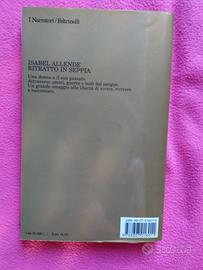 I Narratori/Feltrinelli
ISABEL ALLENDE
RITRATTO IN SEPPIA
Una donna e il suo passato.
Attraverso amori, guerre e nodi del sangue.
Un grande omaggio alla libertà di vivere, scrivere
e raccontare.
subito